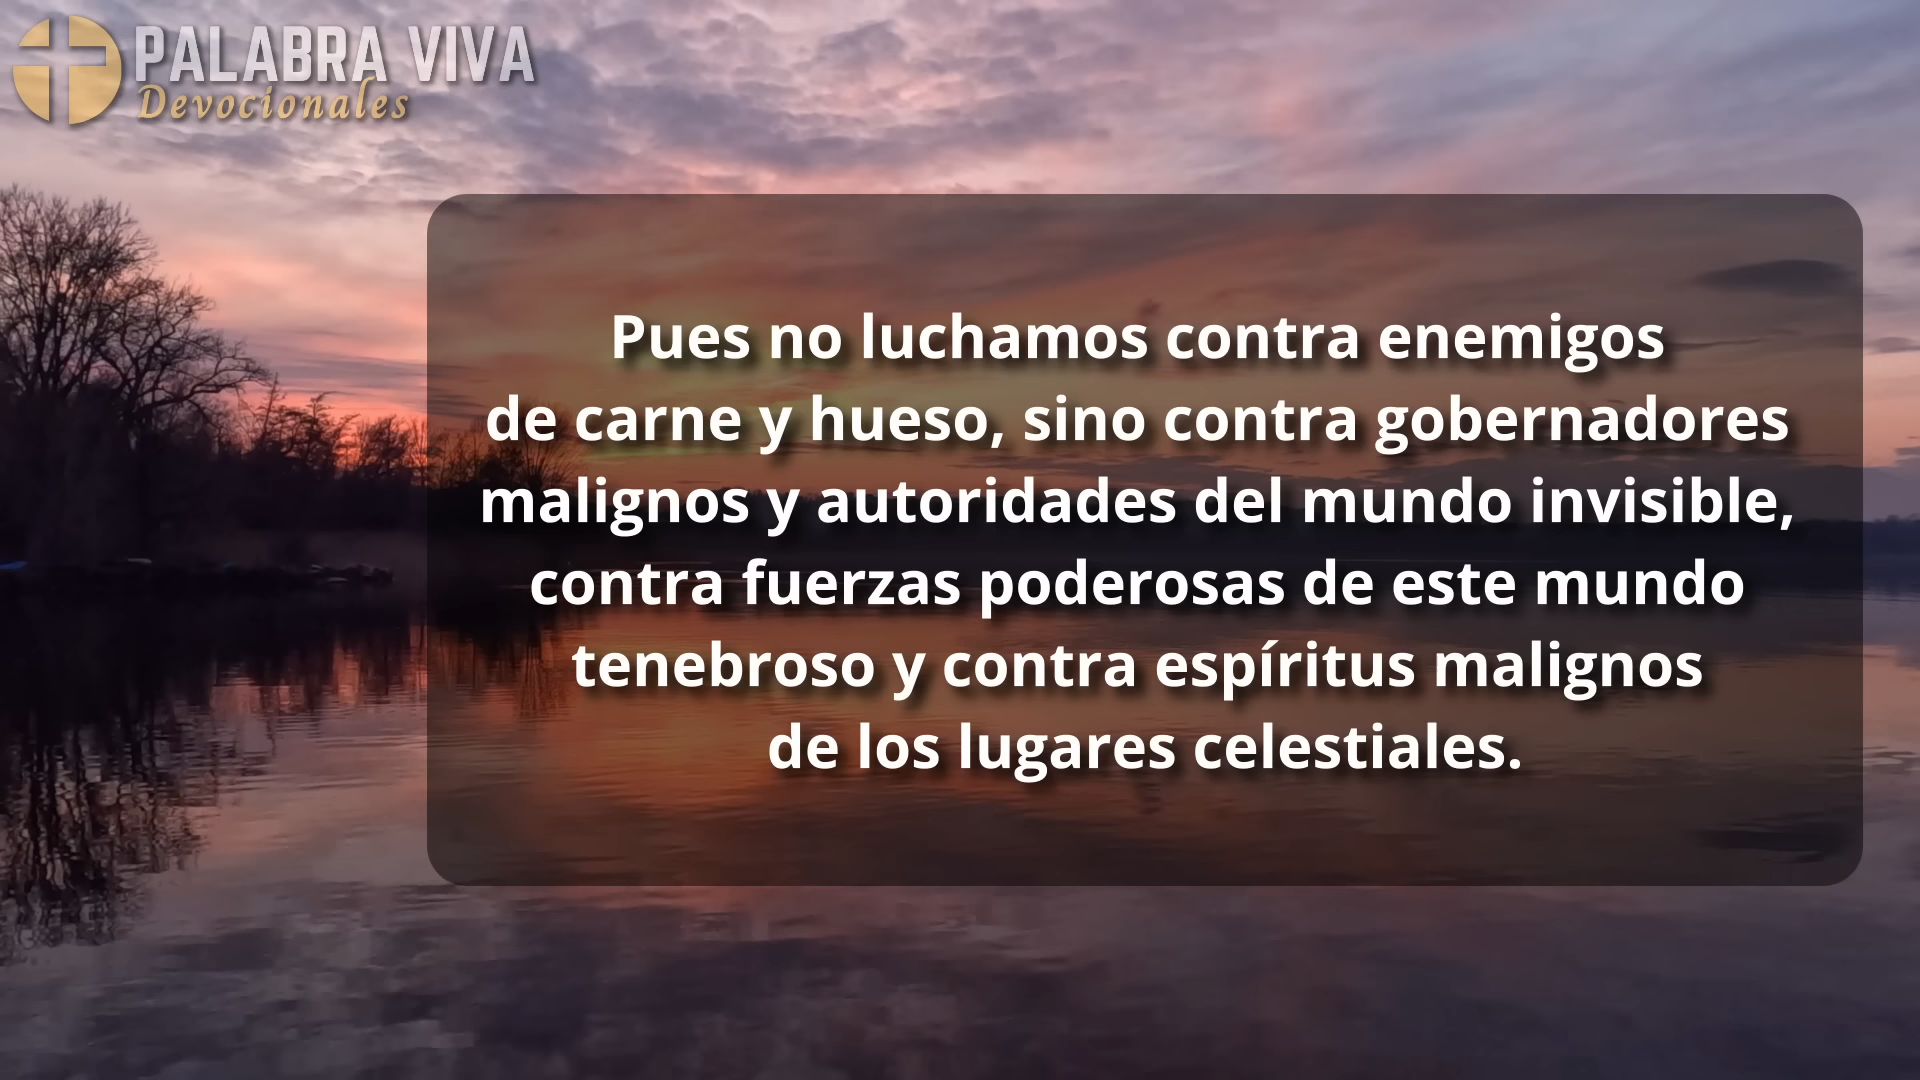 PALABRA VIVA
Devocionales
Pues no luchamos contra enemigos
de carne y hueso, sino contra gobernadores
malignos y autoridades del mundo invisible,
contra fuerzas poderosas de este mundo
tenebroso y contra espíritus malignos
de los lugares celestiales.